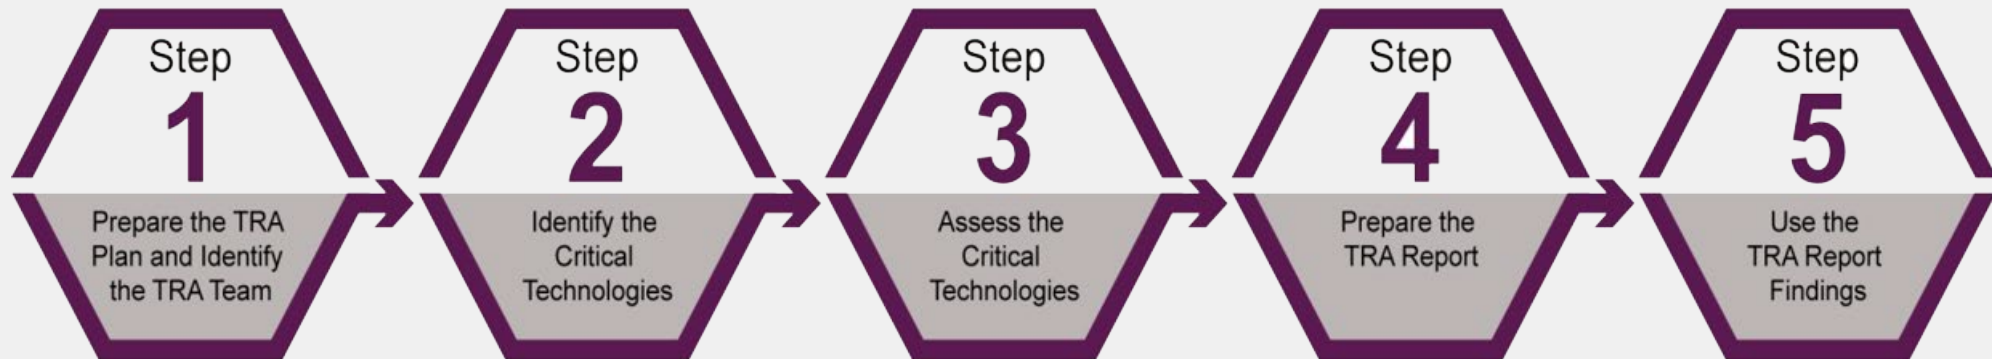 Step
1
Prepare the TRA
Plan and Identify
the TRA Team
Step
2
Identify the
Critical
Technologies
Step
3
Assess the
Critical
Technologies
Step
4
Prepare the
TRA Report
Step
5
Use the
TRA Report
Findings